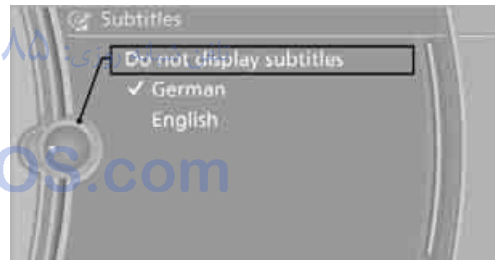 Subtitles
Do not display subtitles
✓ German
English
OS.com